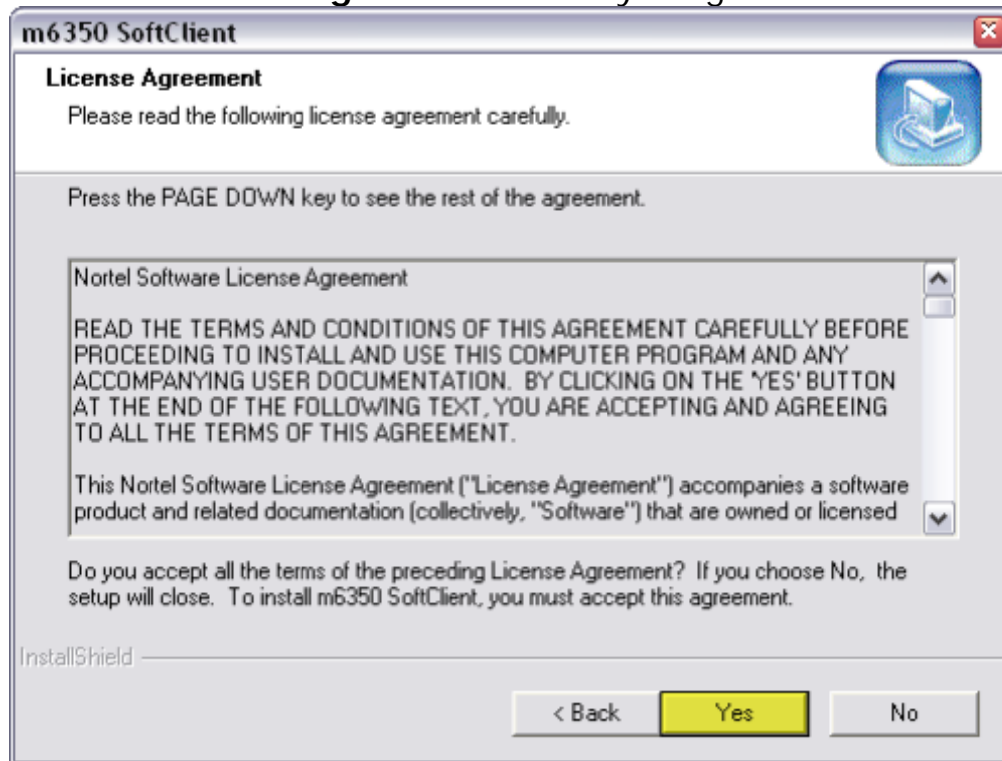 m6350 SoftClient
License Agreement
Please read the following license agreement carefully.
Press the PAGE DOWN key to see the rest of the agreement.
Nortel Software License Agreement
READ THE TERMS AND CONDITIONS OF THIS AGREEMENT CAREFULLY BEFORE
PROCEEDING TO INSTALL AND USE THIS COMPUTER PROGRAM AND ANY
ACCOMPANYING USER DOCUMENTATION.  BY CLICKING ON THE 'YES' BUTTON
AT THE END OF THE FOLLOWING TEXT, YOU ARE ACCEPTING AND AGREEING
TO ALL THE TERMS OF THIS AGREEMENT.
This Nortel Software License Agreement ("License Agreement") accompanies a software
product and related documentation (collectively, "Software") that are owned or licensed
Do you accept all the terms of the preceding License Agreement?  If you choose No,  the
setup will close.  To install m6350 SoftClient, you must accept this agreement.
InstallShield
< Back Yes No